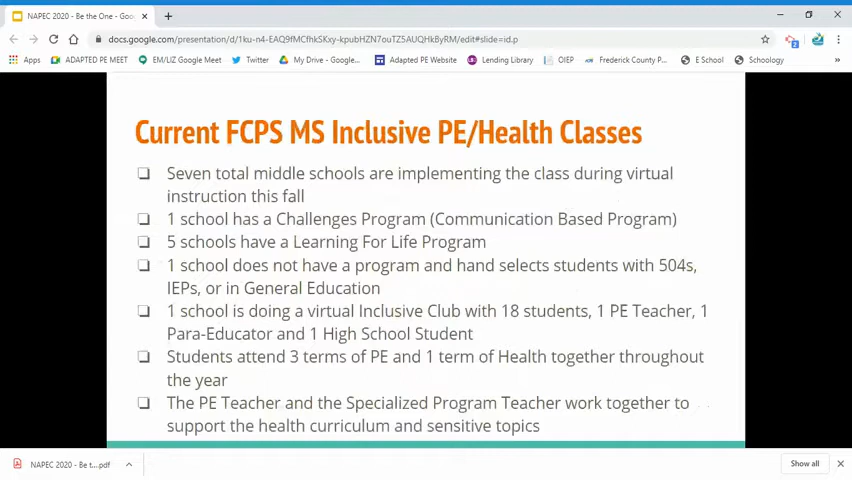 NAPEC 2020 - Be the One - Goo
docs.google.com/presentation/d/1ku-n4-EAQ9fMCfhkSKxy-kpubHZN7ouTZ5AUQHkByRM/edit#slide=id.p
Apps ADAPTED PE MEET EM/LIZ Google Meet Twitter My Drive - Google... Adapted PE Website Lending Library OIEP Frederick County P... E School Schoology
Current FCPS MS Inclusive PE/Health Classes
Seven total middle schools are implementing the class during virtual
instruction this fall
1 school has a Challenges Program (Communication Based Program)
5 schools have a Learning For Life Program
1 school does not have a program and hand selects students with 504s,
IEPs, or in General Education
1 school is doing a virtual Inclusive Club with 18 students, 1 PE Teacher, 1
Para-Educator and 1 High School Student
Students attend 3 terms of PE and 1 term of Health together throughout
the year
The PE Teacher and the Specialized Program Teacher work together to
support the health curriculum and sensitive topics
NAPEC 2020 - Be t....pdf
Show all